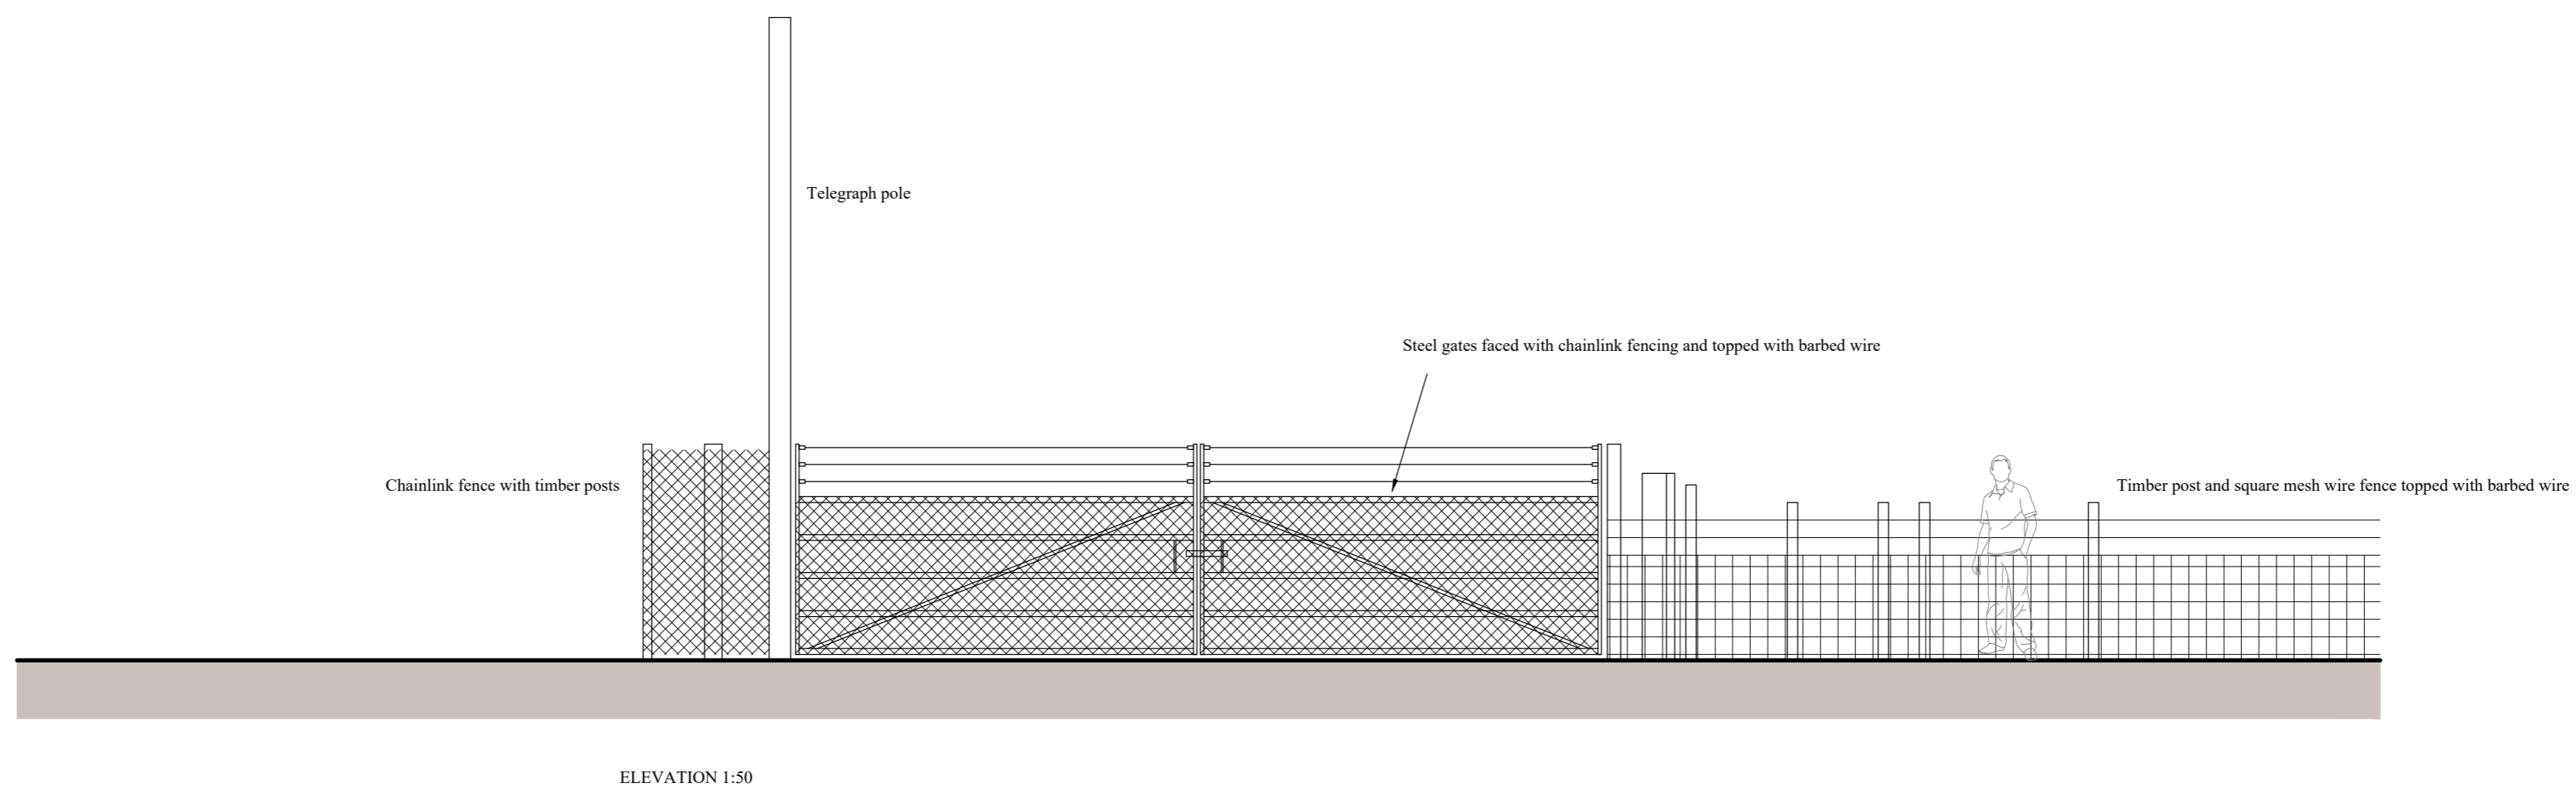 Telegraph pole
Steel gates faced with chainlink fencing and topped with barbed wire
Chainlink fence with timber posts
Timber post and square mesh wire fence topped with barbed wire
ELEVATION 1:50